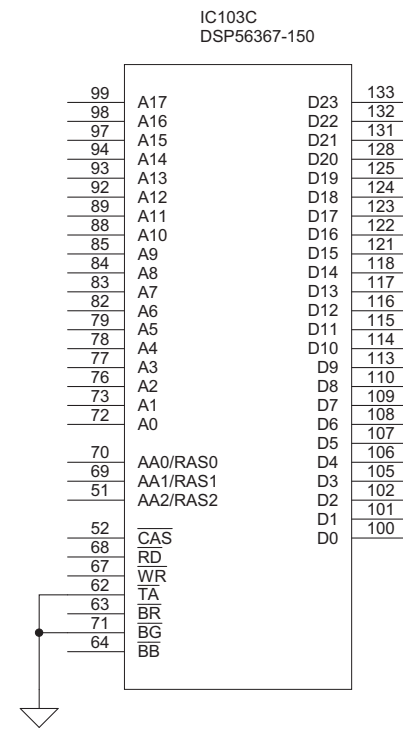 IC103C
DSP56367-150
99 A17 D23 133
98 A16 D22 132
97 A15 D21 131
94 A14 D20 128
93 A13 D19 125
92 A12 D18 124
89 A11 D17 123
88 A10 D16 122
85 A9 D15 121
84 A8 D14 118
83 A7 D13 117
82 A6 D12 116
79 A5 D11 115
78 A4 D10 114
77 A3 D9 113
76 A2 D8 110
73 A1 D7 109
72 A0 D6 108
D5 107
70 AA0/RAS0 D4 106
69 AA1/RAS1 D3 105
51 AA2/RAS2 D2 102
D1 101
52 CAS D0 100
68 RD
67 WR
62 TA
63 BR
71 BG
64 BB